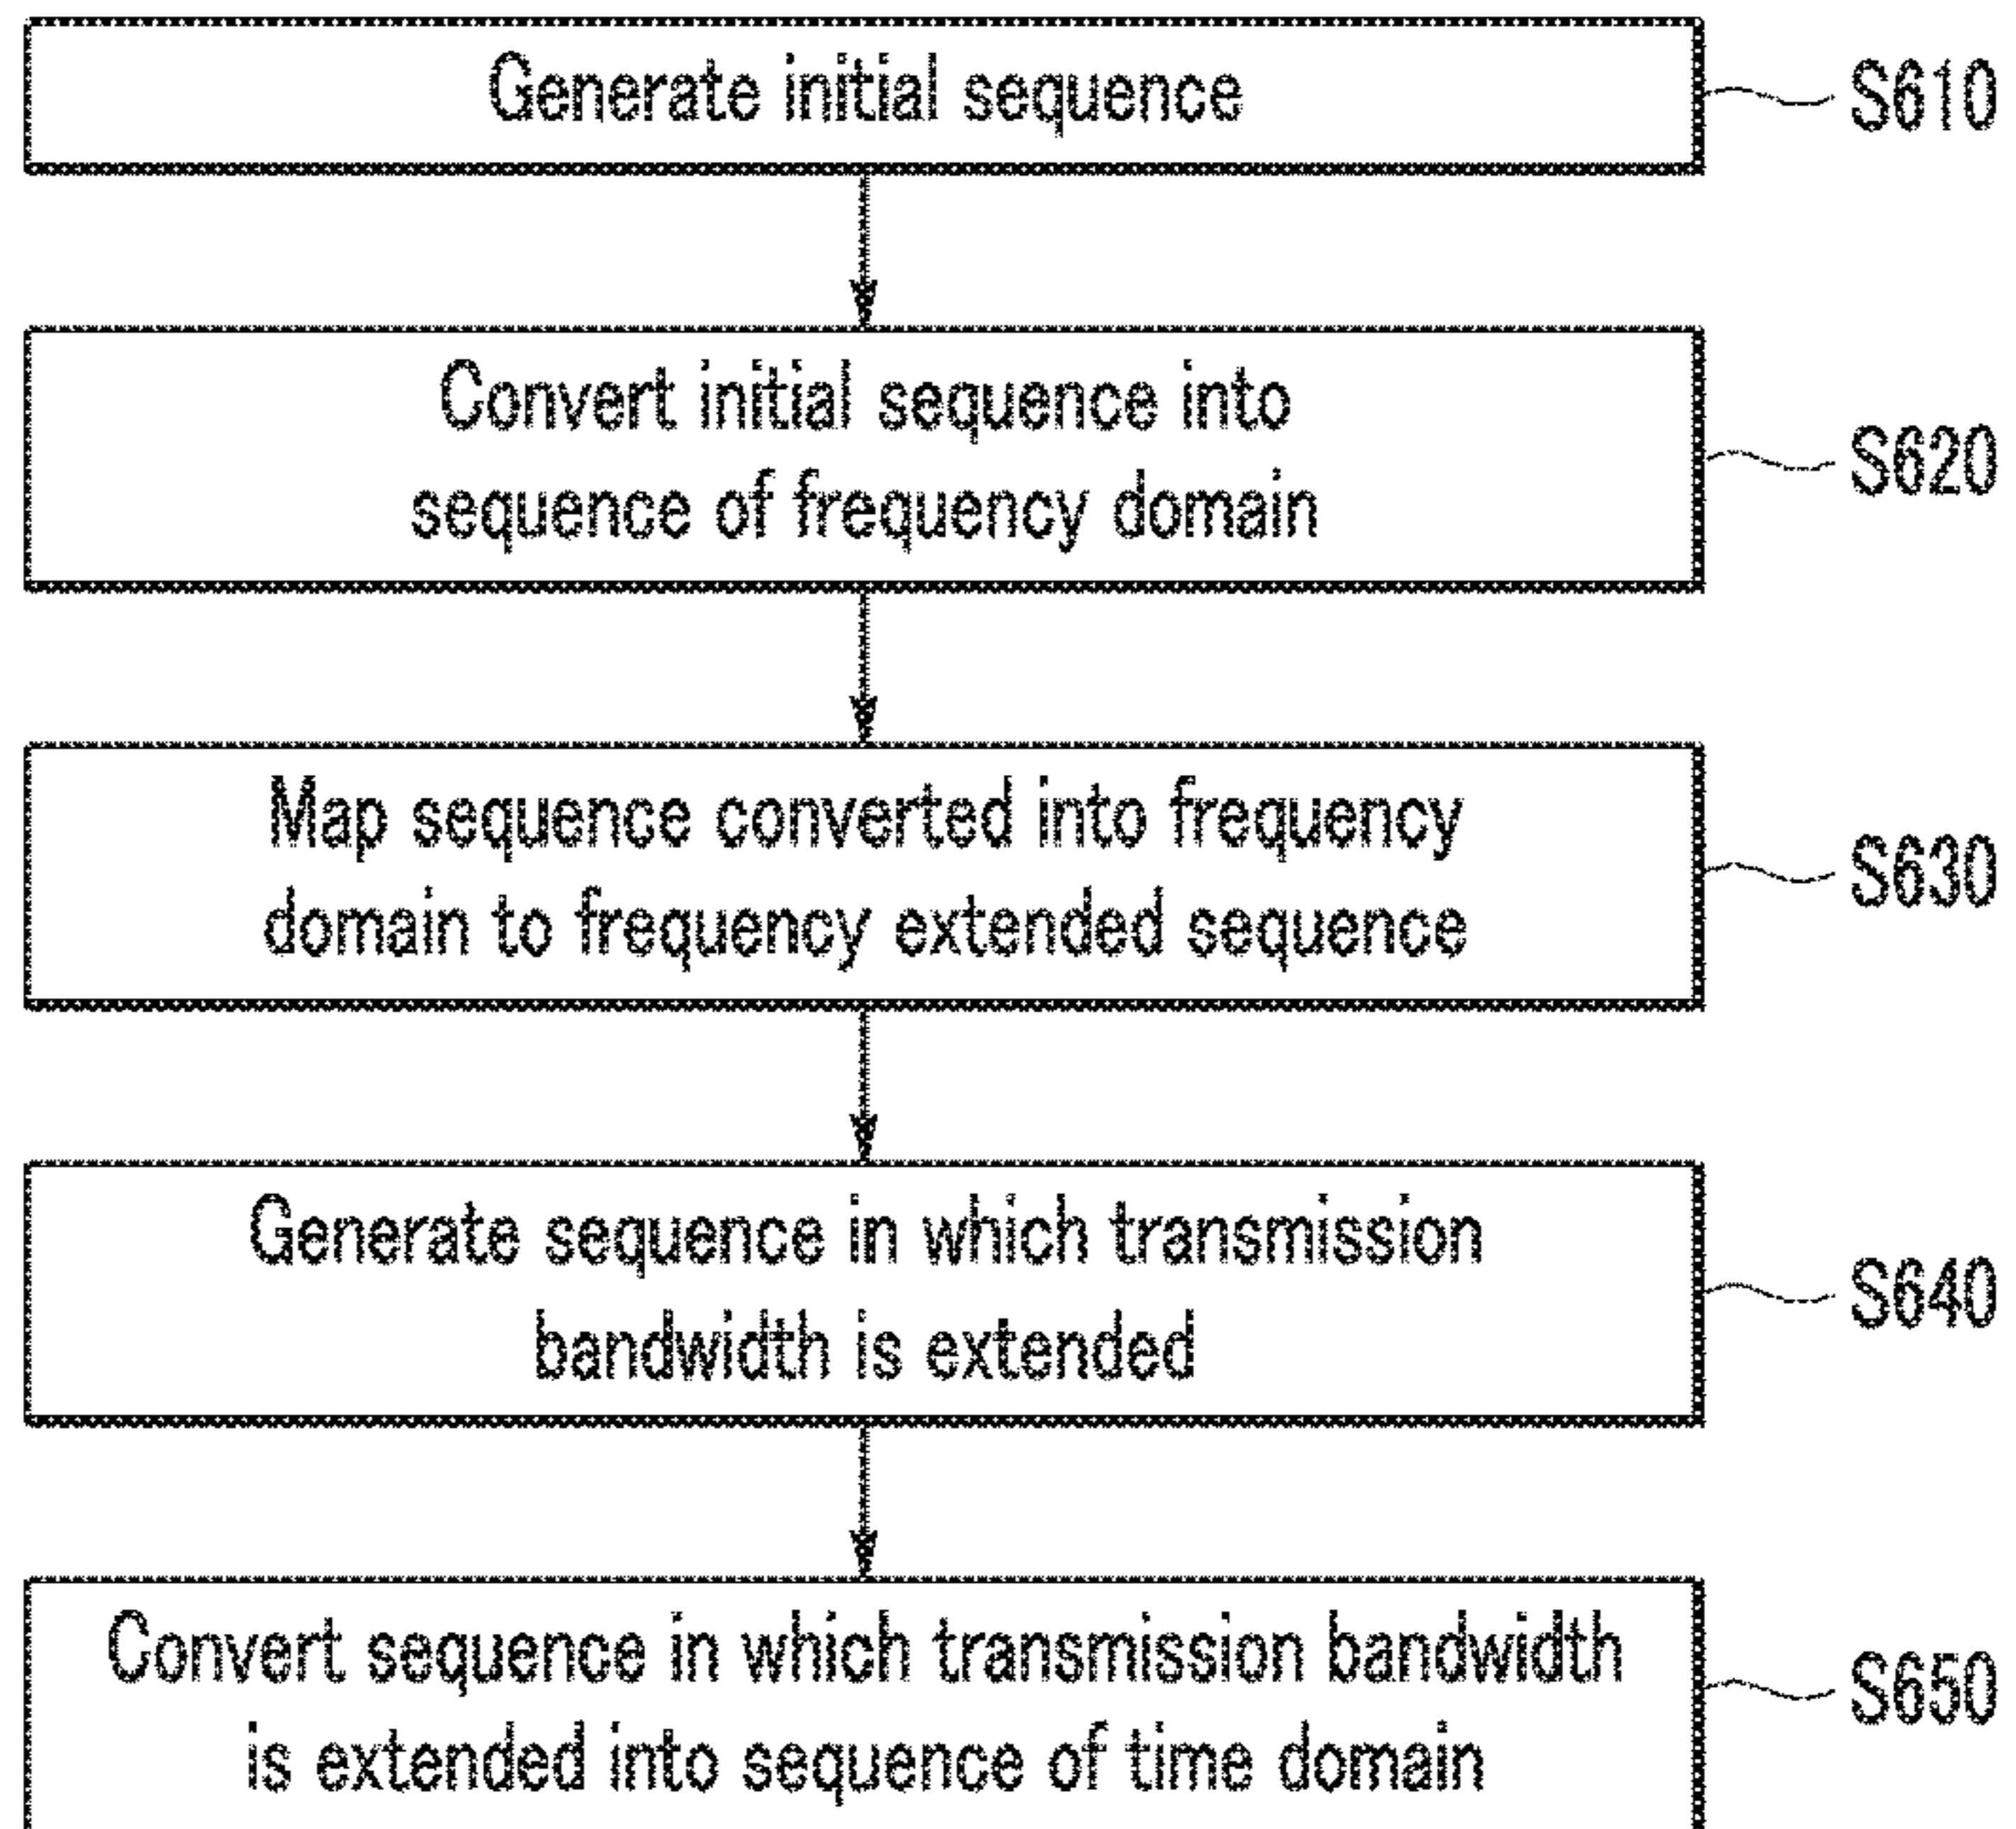 Generate initial sequence
S610
Convert initial sequence into
sequence of frequency domain
S620
Map sequence converted into frequency
domain to frequency extended sequence
S630
Generate sequence in which transmission
bandwidth is extended
S640
Convert sequence in which transmission bandwidth
is extended into sequence of time domain
S650